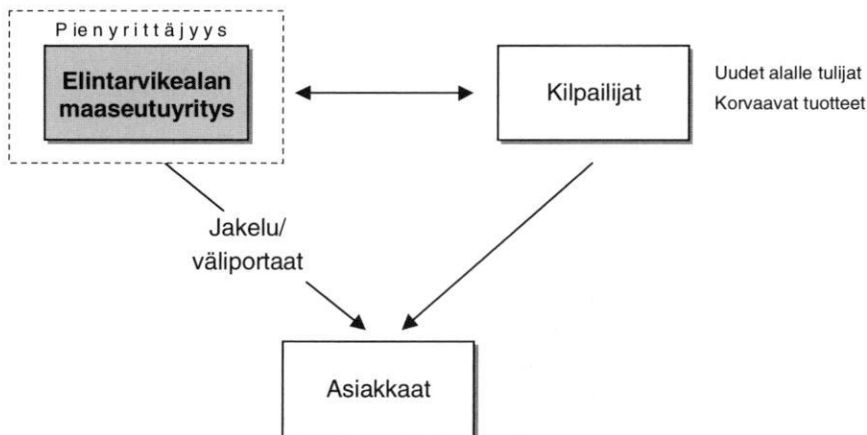 Pienyrittäjyys
Elintarvikealan
maaseutuyritys
Kilpailijat
Uudet alalle tulijat
Korvaavat tuotteet
Jakelu/
väliportaat
Asiakkaat